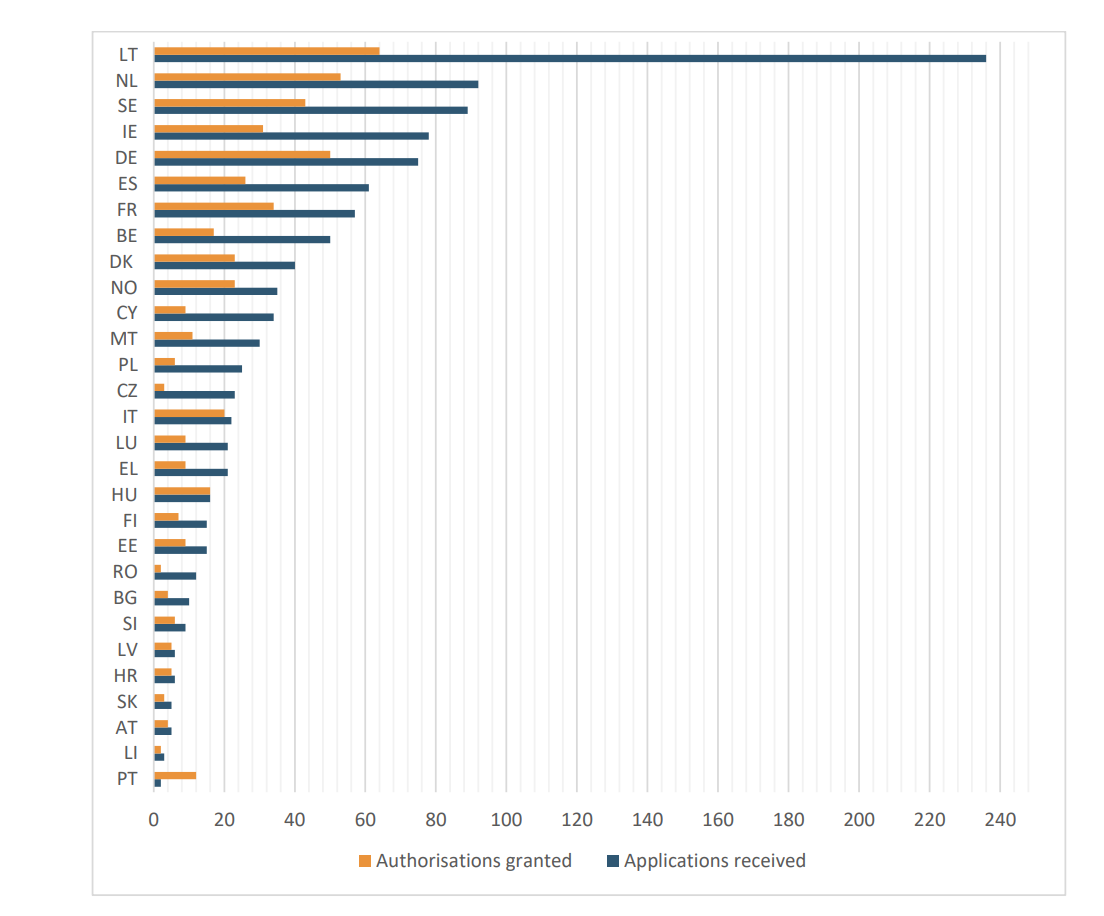 LT
NL
SE
IE
DE
ES
FR
BE
DK
NO
CY
MT
PL
CZ
IT
LU
EL
HU
FI
EE
RO
BG
SI
LV
HR
SK
AT
LI
PT
0 20 40 60 80 100 120 140 160 180 200 220 240
Authorisations granted Applications received